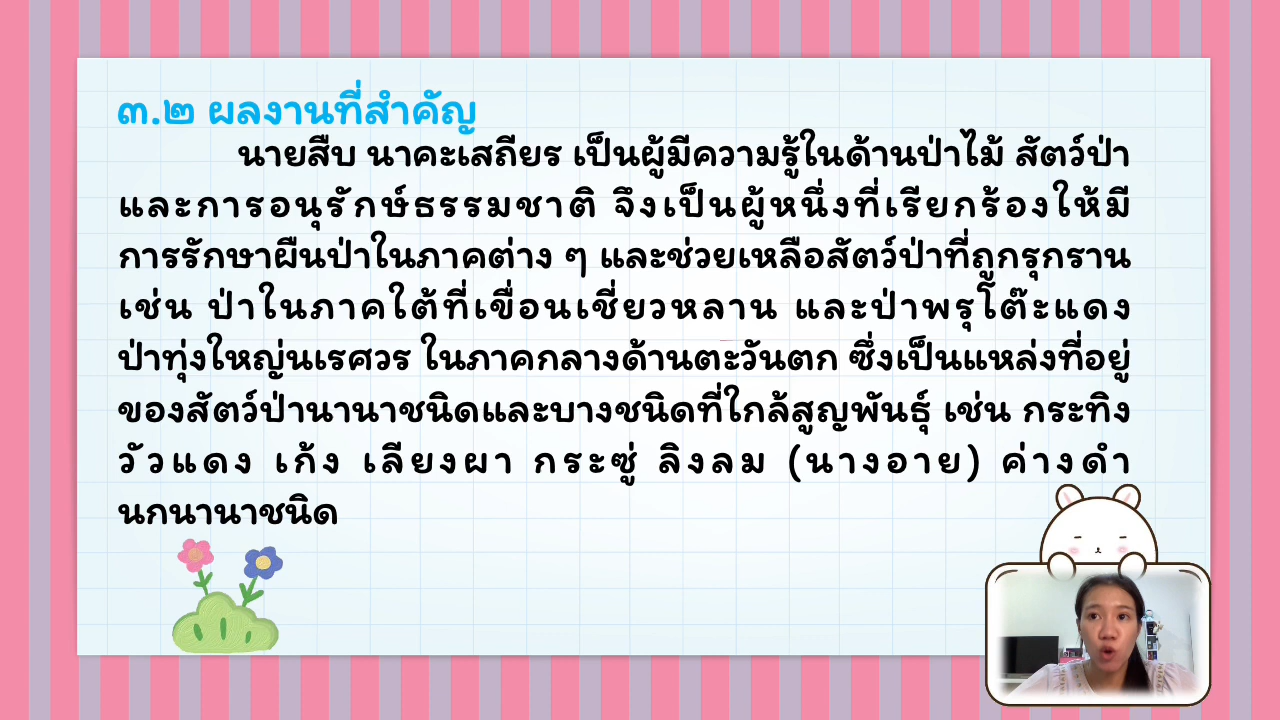 ๓.๒ ผลงานที่สำคัญ
นายสืบ นาคะเสถียร เป็นผู้มีความรู้ในด้านป่าไม้ สัตว์ป่า
และการอนุรักษ์ธรรมชาติ จึงเป็นผู้หนึ่งที่เรียกร้องให้มี
การรักษาผืนป่าในภาคต่าง ๆ และช่วยเหลือสัตว์ป่าที่ถูกรุกราน
เช่น ป่าในภาคใต้ที่เขื่อนเชี่ยวหลาน และป่าพรุโต๊ะแดง
ป่าทุ่งใหญ่นเรศวร ในภาคกลางด้านตะวันตก ซึ่งเป็นแหล่งที่อยู่
ของสัตว์ป่านานาชนิดและบางชนิดที่ใกล้สูญพันธุ์ เช่น กระทิง
วัวแดง เก้ง เลียงผา กระซู่ ลิงลม (นางอาย) ค่างดำ
นกนานาชนิด